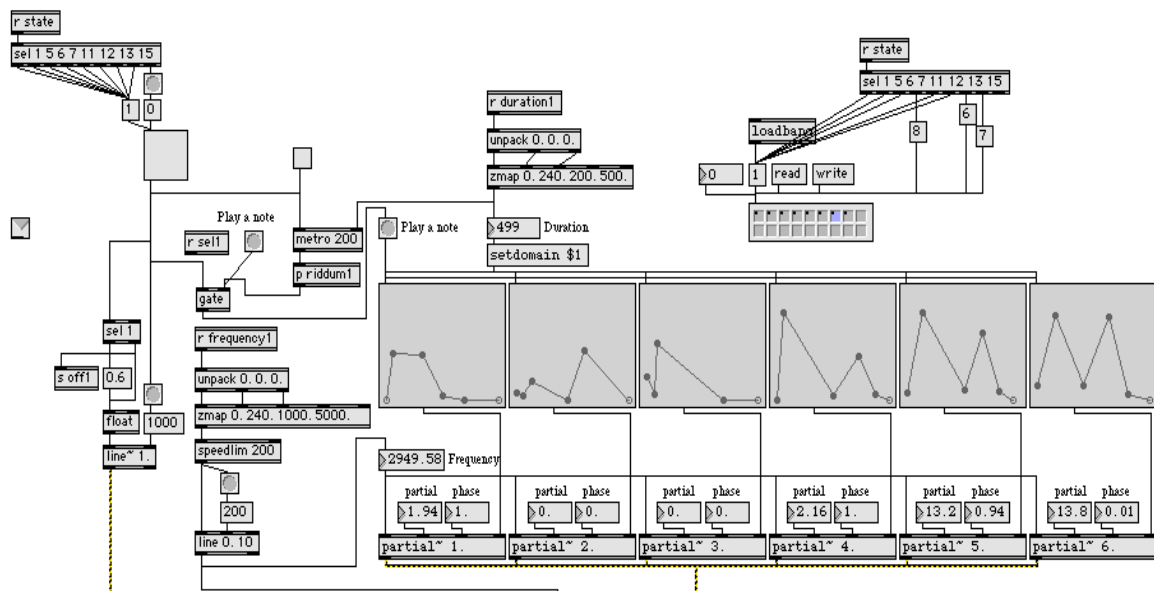 r state
sel 1 5 6 7 11 12 13 15
1
0
r state
sel 1 5 6 7 11 12 13 15
r duration1
unpack 0. 0. 0.
zmap 0. 240. 200. 500.
loadbang
8
6
7
0
1
read
write
Play a note
r sel1
metro 200
Play a note
499
Duration
setdomain $1
p riddum1
gate
sel 1
r frequency1
s off1
0.6
unpack 0. 0. 0.
float
1000
zmap 0. 240. 1000. 5000.
line~ 1.
speedlim 200
2949.58
Frequency
200
line 0. 10
partial phase
1.94
1.
partial~ 1.
partial phase
0.
0.
partial~ 2.
partial phase
0.
0.
partial~ 3.
partial phase
2.16
1.
partial~ 4.
partial phase
13.2
0.94
partial~ 5.
partial phase
13.8
0.01
partial~ 6.